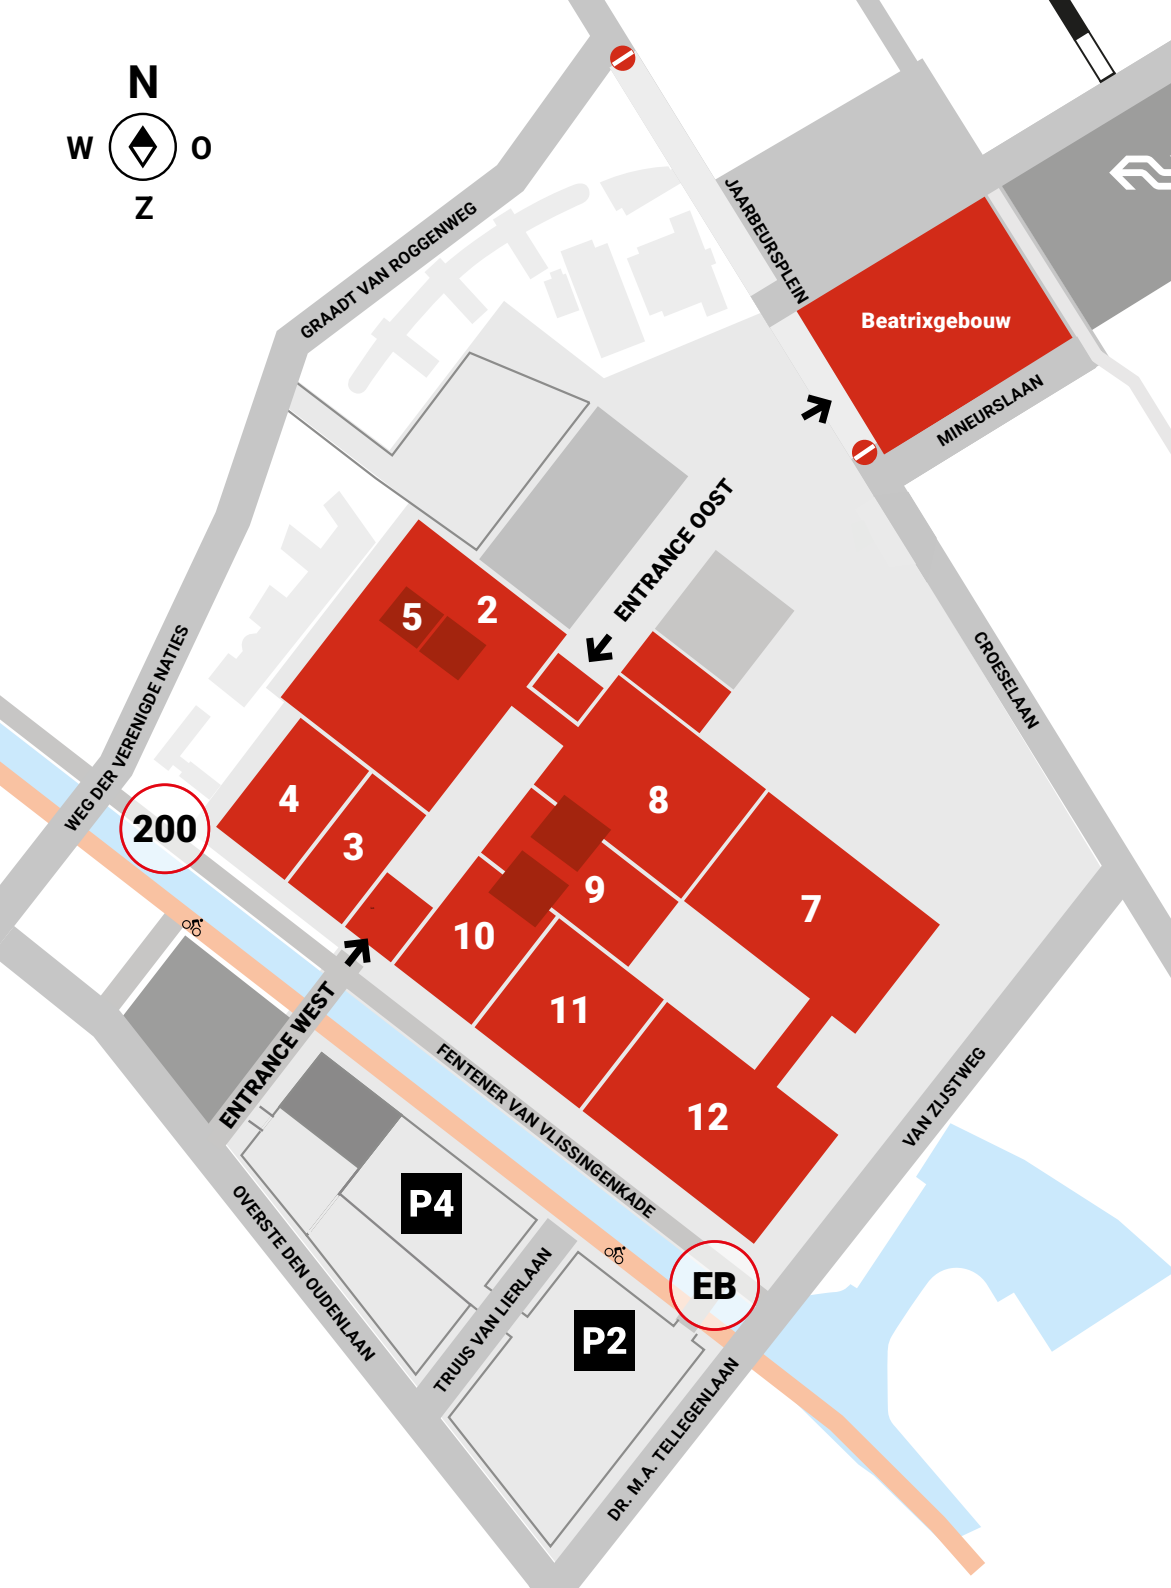 N
W
O
Z
GRAADT VAN ROGGENWEG
JAARBEURSPLEIN
Beatrixgebouw
MINEURSLAAN
ENTRANCE OOST
CROESELAAN
WEG DER VERENIGDE NATIES
5
2
4
3
8
9
7
10
11
12
200
ENTRANCE WEST
FENTENER VAN VLISSINGENKADE
VAN ZIJSTWEG
P4
OVERSTE DEN OUDENLAAN
TRUUS VAN LIERLAAN
EB
P2
DR. M.A. TELLEGENLAAN